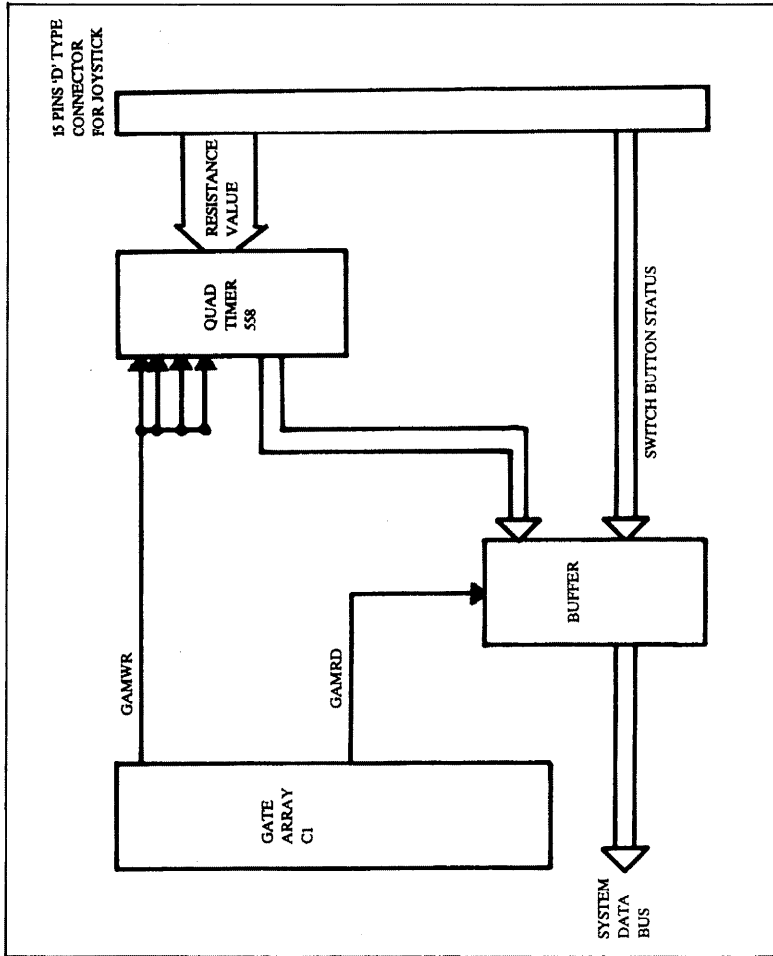 15 PINS 'D' TYPE
CONNECTOR
FOR JOYSTICK
RESISTANCE
VALUE
QUAD
TIMER
558
SWITCH BUTTON STATUS
GAMWR
GAMRD
BUFFER
GATE
ARRAY
C1
SYSTEM
DATA
BUS